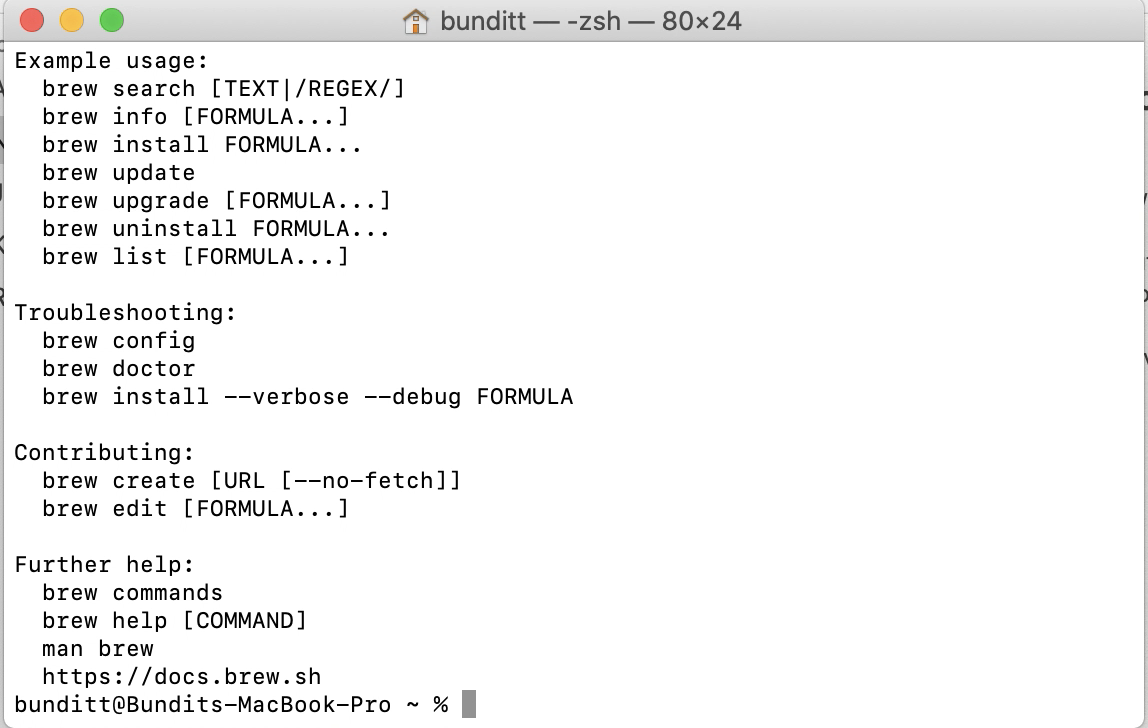 bunditt — -zsh — 80×24
Example usage:
  brew search [TEXT|/REGEX/]
  brew info [FORMULA...]
  brew install FORMULA...
  brew update
  brew upgrade [FORMULA...]
  brew uninstall FORMULA...
  brew list [FORMULA...]

Troubleshooting:
  brew config
  brew doctor
  brew install --verbose --debug FORMULA

Contributing:
  brew create [URL [--no-fetch]]
  brew edit [FORMULA...]

Further help:
  brew commands
  brew help [COMMAND]
  man brew
  https://docs.brew.sh
bunditt@Bundits-MacBook-Pro ~ %